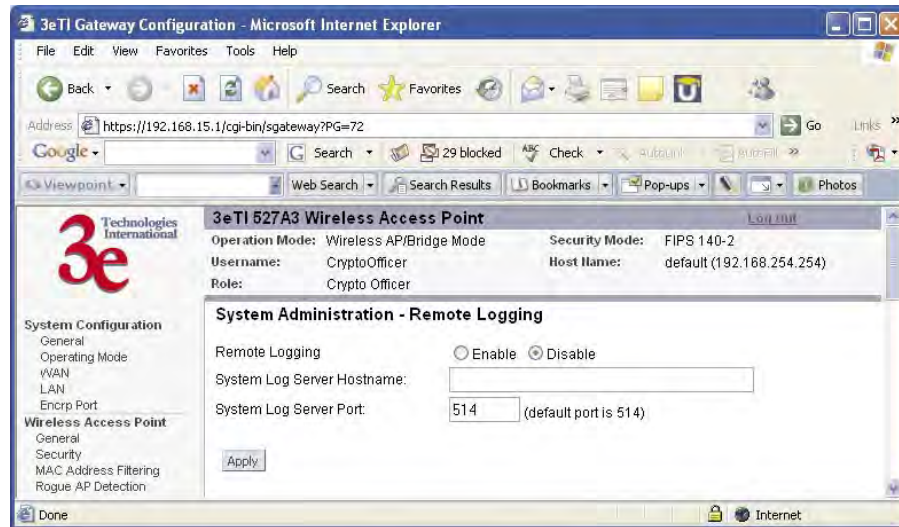 3eTI Gateway Configuration - Microsoft Internet Explorer
File Edit View Favorites Tools Help
Back Search Favorites
Address https://192.168.15.1/cgi-bin/sgateway?PG=72 Go Links »
Google Search 29 blocked ABC Check AutoLink AutoFill »
Viewpoint Web Search Search Results Bookmarks Pop-ups Photos
3e Technologies International
3eTI 527A3 Wireless Access Point Log out
Operation Mode: Wireless AP/Bridge Mode Security Mode: FIPS 140-2
Username: CryptoOfficer Host Name: default (192.168.254.254)
Role: Crypto Officer
System Configuration
General
Operating Mode
WAN
LAN
Encrp Port
Wireless Access Point
General
Security
MAC Address Filtering
Rogue AP Detection
System Administration - Remote Logging
Remote Logging Enable Disable
System Log Server Hostname:
System Log Server Port: 514 (default port is 514)
Apply
Done Internet